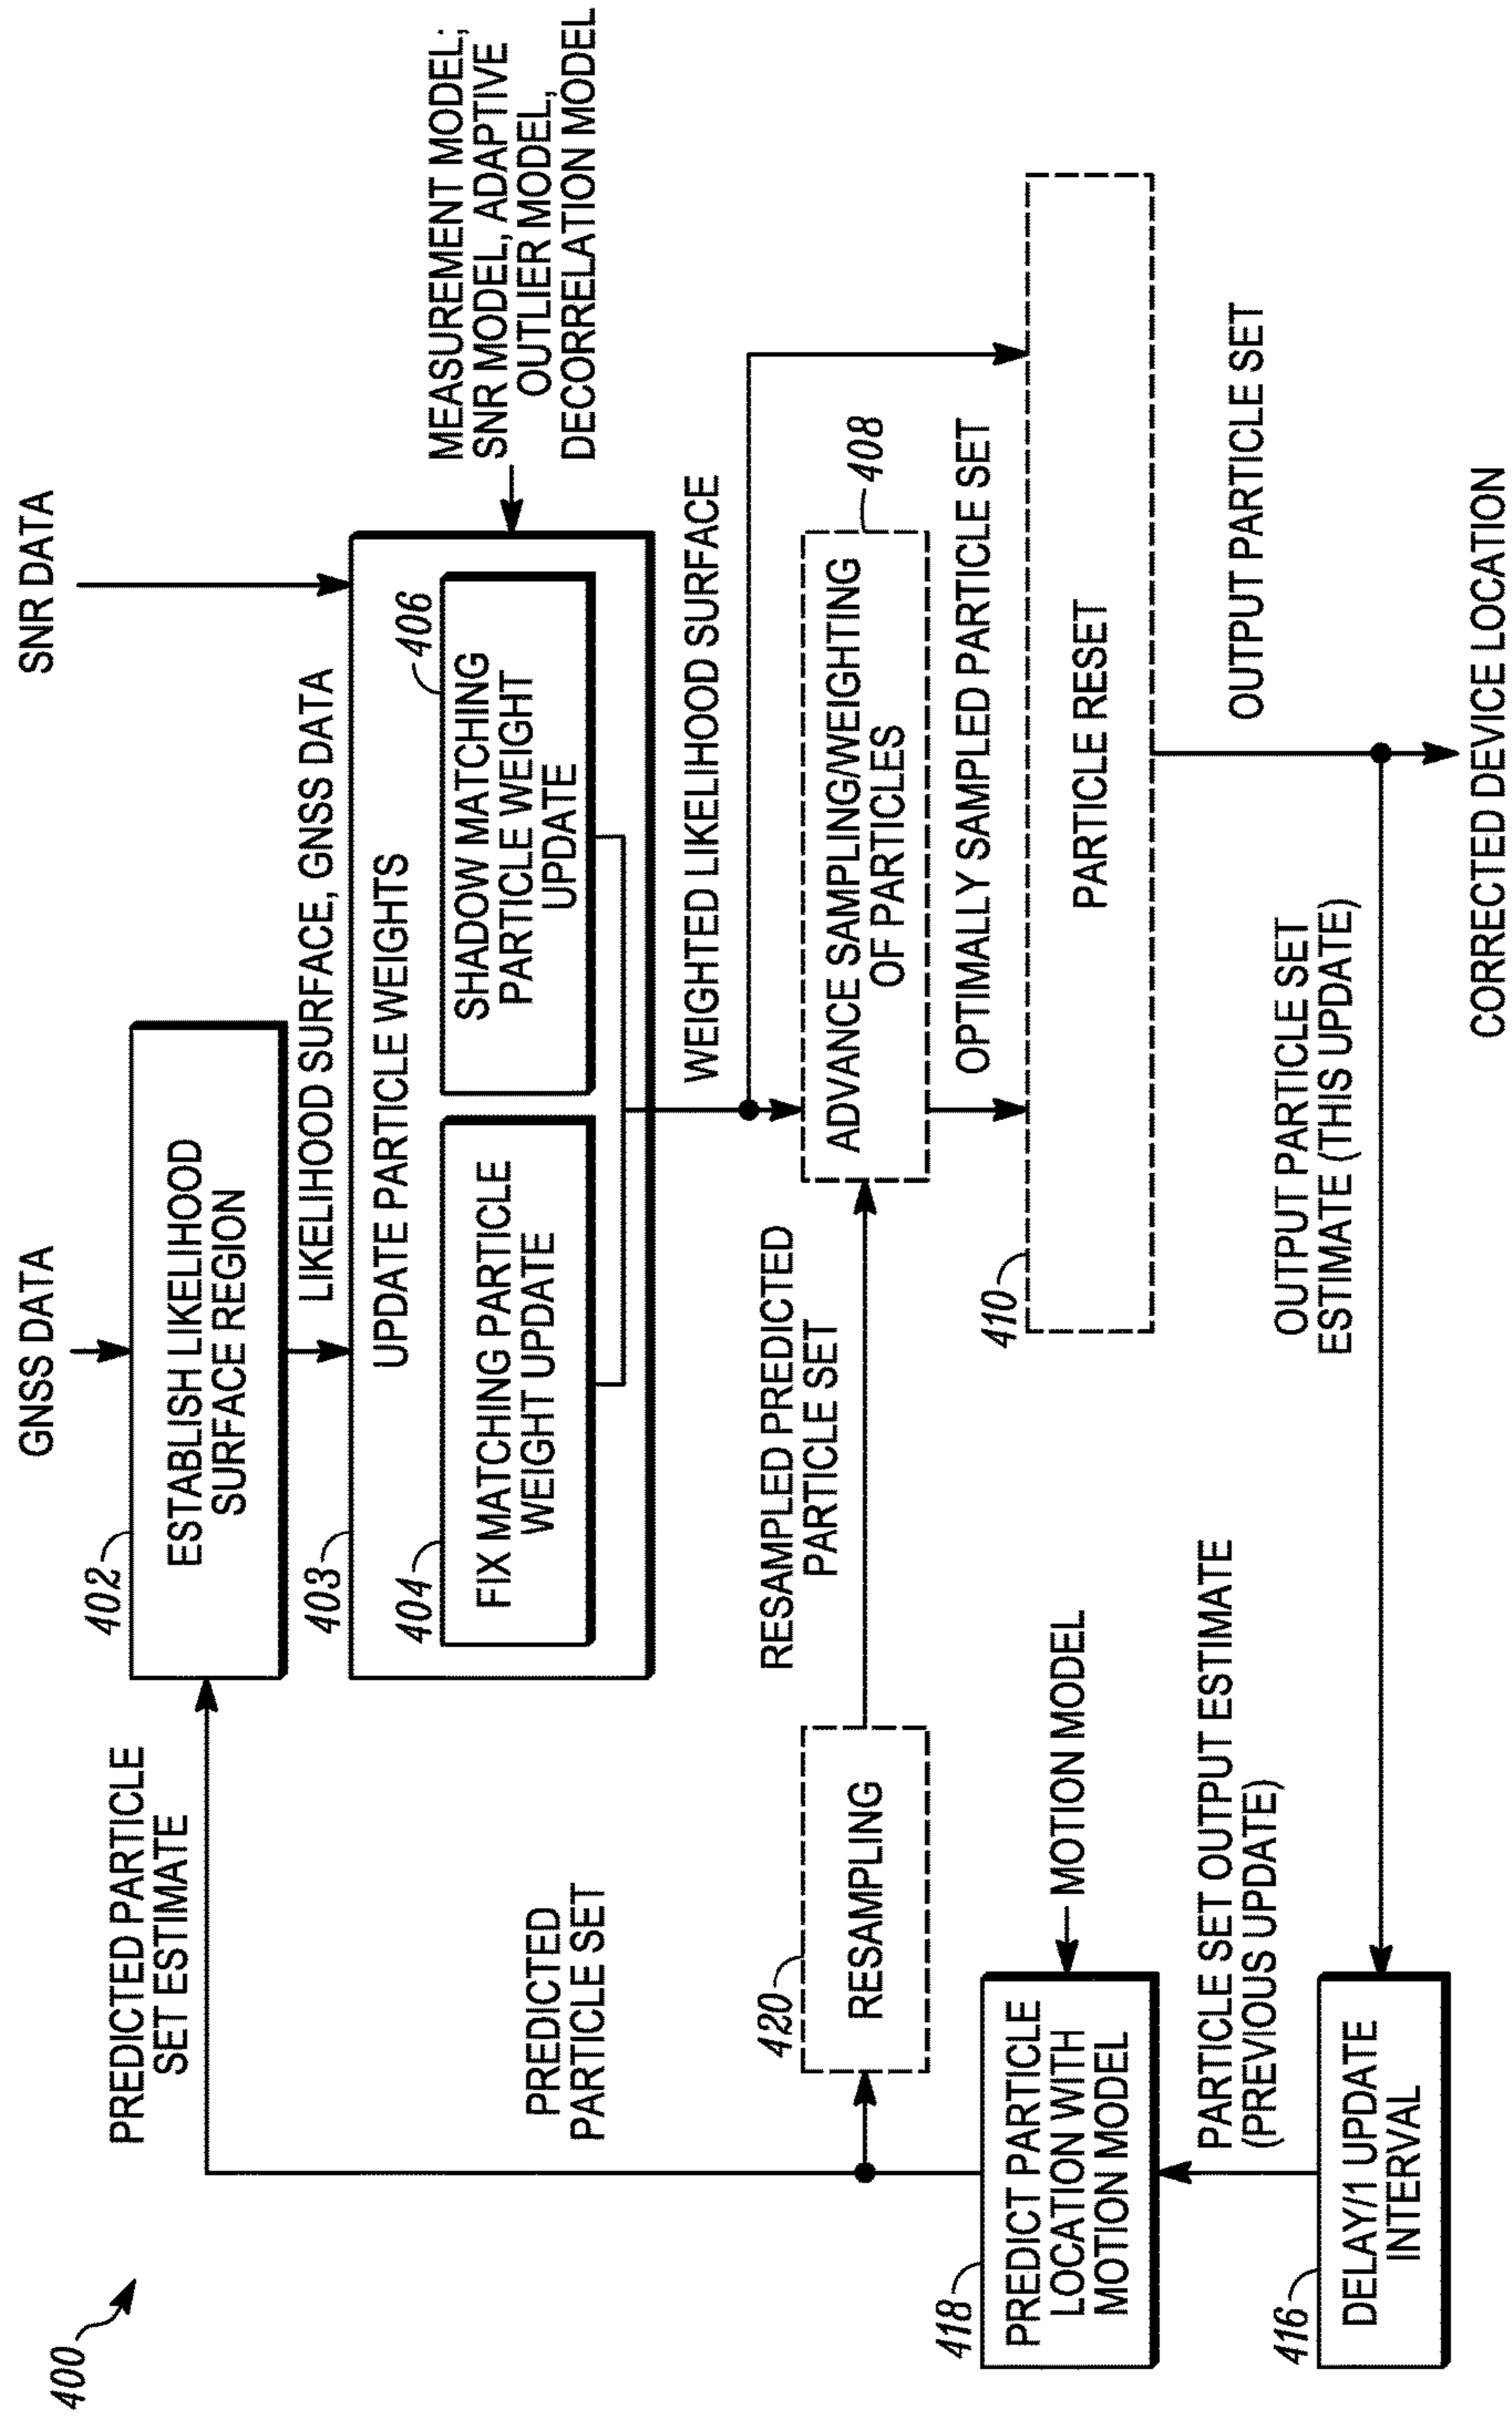 400
GNSS DATA
SNR DATA
PREDICTED PARTICLE
SET ESTIMATE
402
ESTABLISH LIKELIHOOD
SURFACE REGION
LIKELIHOOD SURFACE, GNSS DATA
403
UPDATE PARTICLE WEIGHTS
404
FIX MATCHING PARTICLE
WEIGHT UPDATE
406
SHADOW MATCHING
PARTICLE WEIGHT
UPDATE
MEASUREMENT MODEL;
SNR MODEL, ADAPTIVE
OUTLIER MODEL,
DECORRELATION MODEL
WEIGHTED LIKELIHOOD SURFACE
PREDICTED
PARTICLE SET
420
RESAMPLING
RESAMPLED PREDICTED
PARTICLE SET
ADVANCE SAMPLING/WEIGHTING
OF PARTICLES
408
OPTIMALLY SAMPLED PARTICLE SET
418
PREDICT PARTICLE
LOCATION WITH
MOTION MODEL
MOTION MODEL
410
PARTICLE RESET
PARTICLE SET OUTPUT ESTIMATE
(PREVIOUS UPDATE)
OUTPUT PARTICLE SET
OUTPUT PARTICLE SET
ESTIMATE (THIS UPDATE)
416
DELAY/1 UPDATE
INTERVAL
CORRECTED DEVICE LOCATION